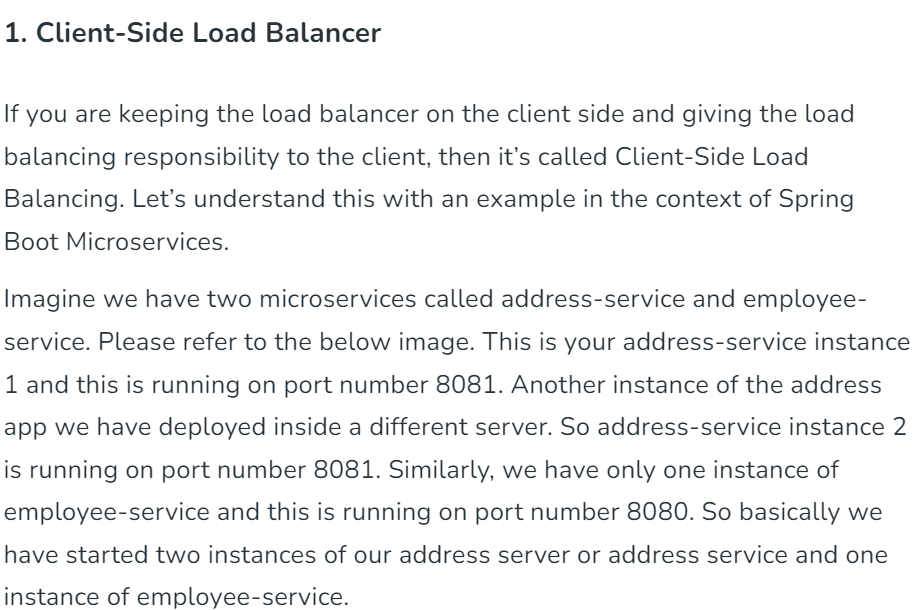 1. Client-Side Load Balancer
If you are keeping the load balancer on the client side and giving the load
balancing responsibility to the client, then it’s called Client-Side Load
Balancing. Let’s understand this with an example in the context of Spring
Boot Microservices.
Imagine we have two microservices called address-service and employee-
service. Please refer to the below image. This is your address-service instance
1 and this is running on port number 8081. Another instance of the address
app we have deployed inside a different server. So address-service instance 2
is running on port number 8081. Similarly, we have only one instance of
employee-service and this is running on port number 8080. So basically we
have started two instances of our address server or address service and one
instance of employee-service.